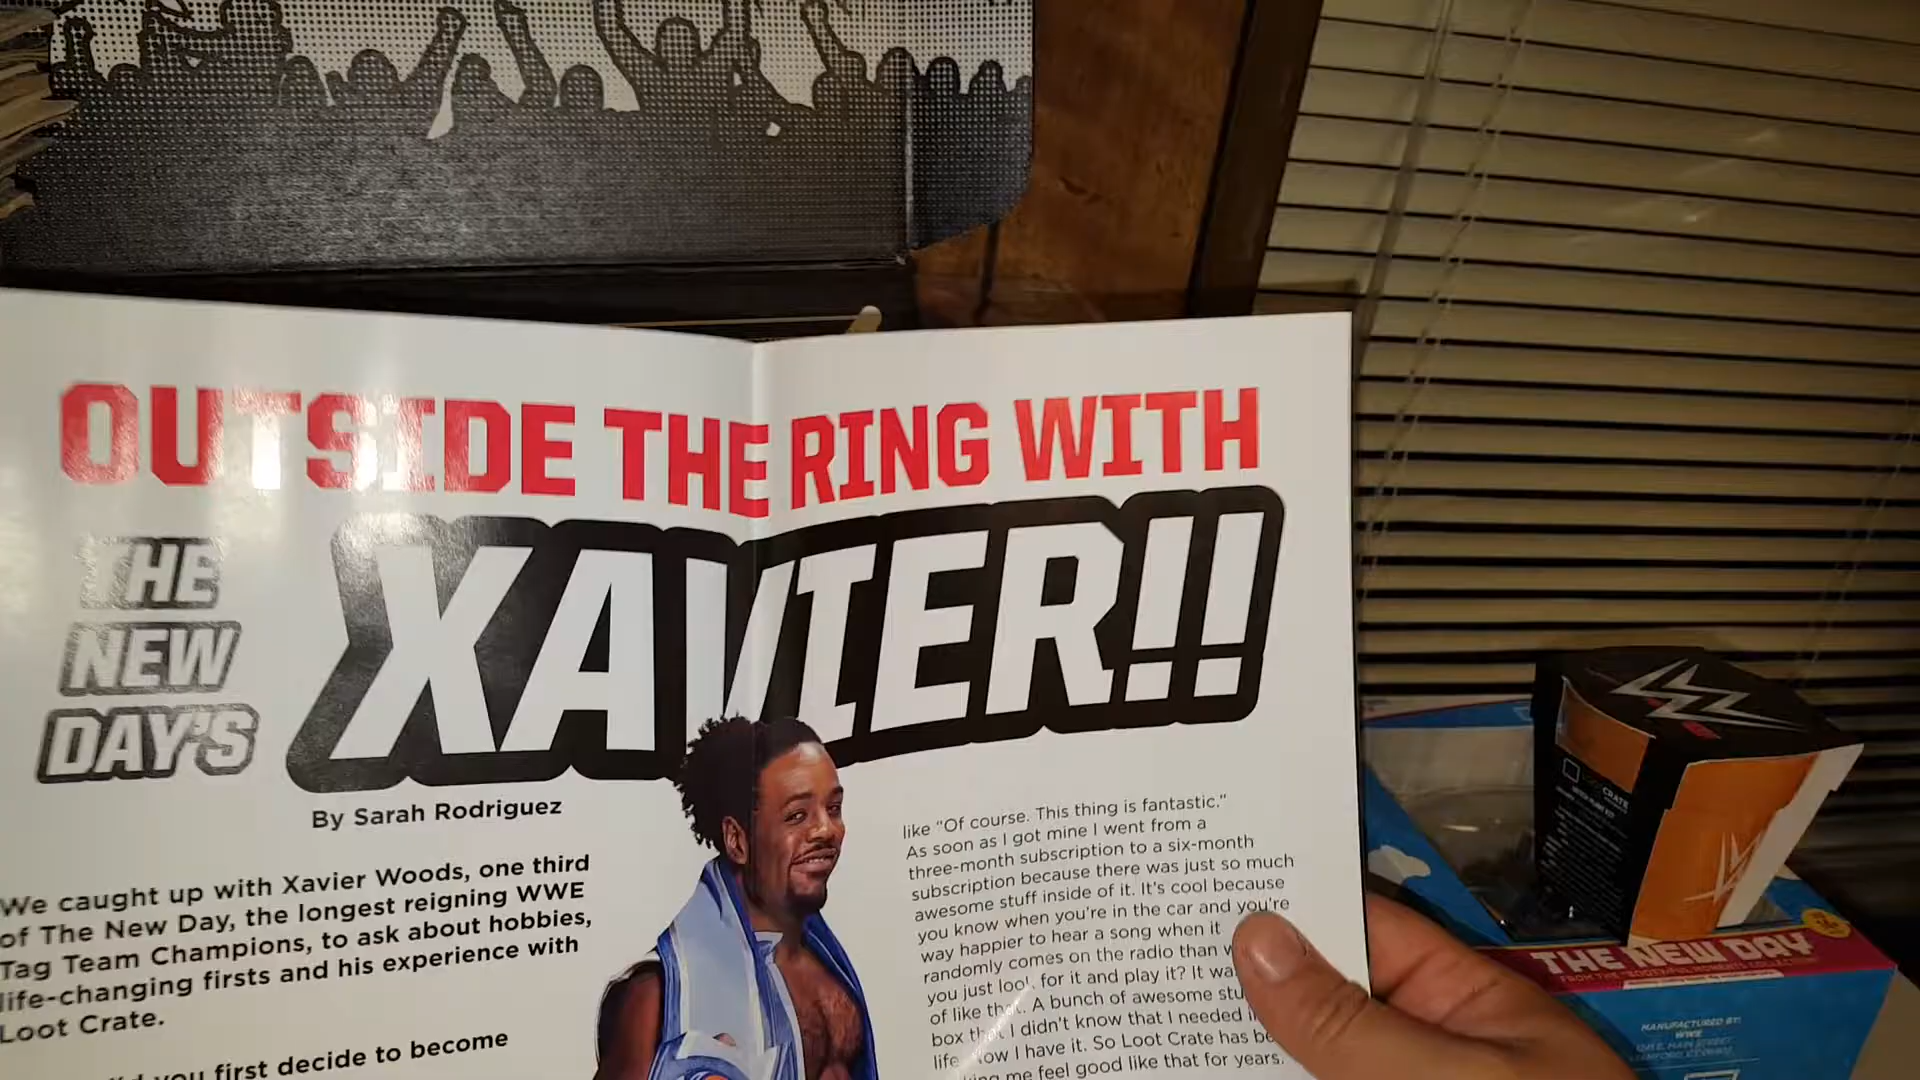 OUTSIDE THE RING WITH
THE
NEW
DAY'S
XAVIER!!
By Sarah Rodriguez
We caught up with Xavier Woods, one third
of The New Day, the longest reigning WWE
Tag Team Champions, to ask about hobbies,
life-changing firsts and his experience with
Loot Crate.
you first decide to become
like "Of course. This thing is fantastic."
As soon as I got mine I went from a
three-month subscription to a six-month
subscription because there was just so much
awesome stuff inside of it. It's cool because
you know when you're in the car and you're
way happier to hear a song when it
randomly comes on the radio than
you just for it and play it? It
of like A bunch of awesome
box I didn't know that I needed
life. Now I have it. So Loot Crate has
me feel good like that for years.
CRATE
THE NEW DAY
MANUFACTURED BY:
WWE